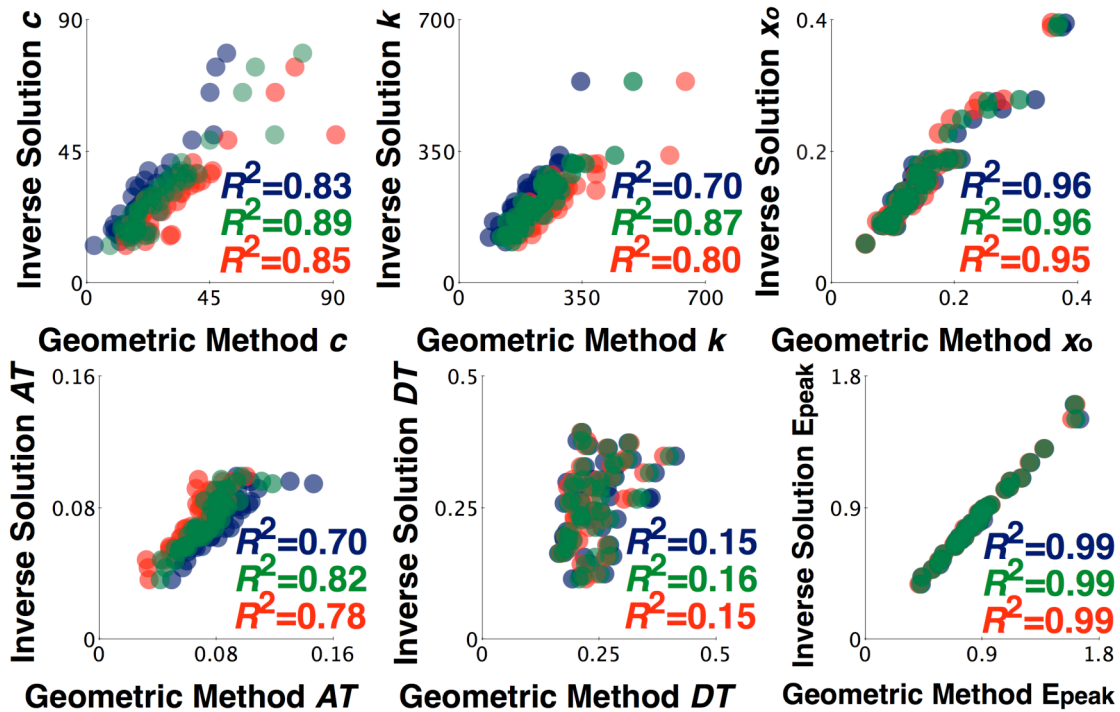 Inverse Solution c
90
45
0
R²=0.83
R²=0.89
R²=0.85
0
45
90
Geometric Method c
Inverse Solution k
700
350
0
R²=0.70
R²=0.87
R²=0.80
0
350
700
Geometric Method k
Inverse Solution xo
0.4
0.2
0
R²=0.96
R²=0.96
R²=0.95
0
0.2
0.4
Geometric Method xo
Inverse Solution AT
0.16
0.08
0
R²=0.70
R²=0.82
R²=0.78
0
0.08
0.16
Geometric Method AT
Inverse Solution DT
0.5
0.25
0
R²=0.15
R²=0.16
R²=0.15
0
0.25
0.5
Geometric Method DT
Inverse Solution Epeak
1.8
0.9
0
R²=0.99
R²=0.99
R²=0.99
0
0.9
1.8
Geometric Method Epeak